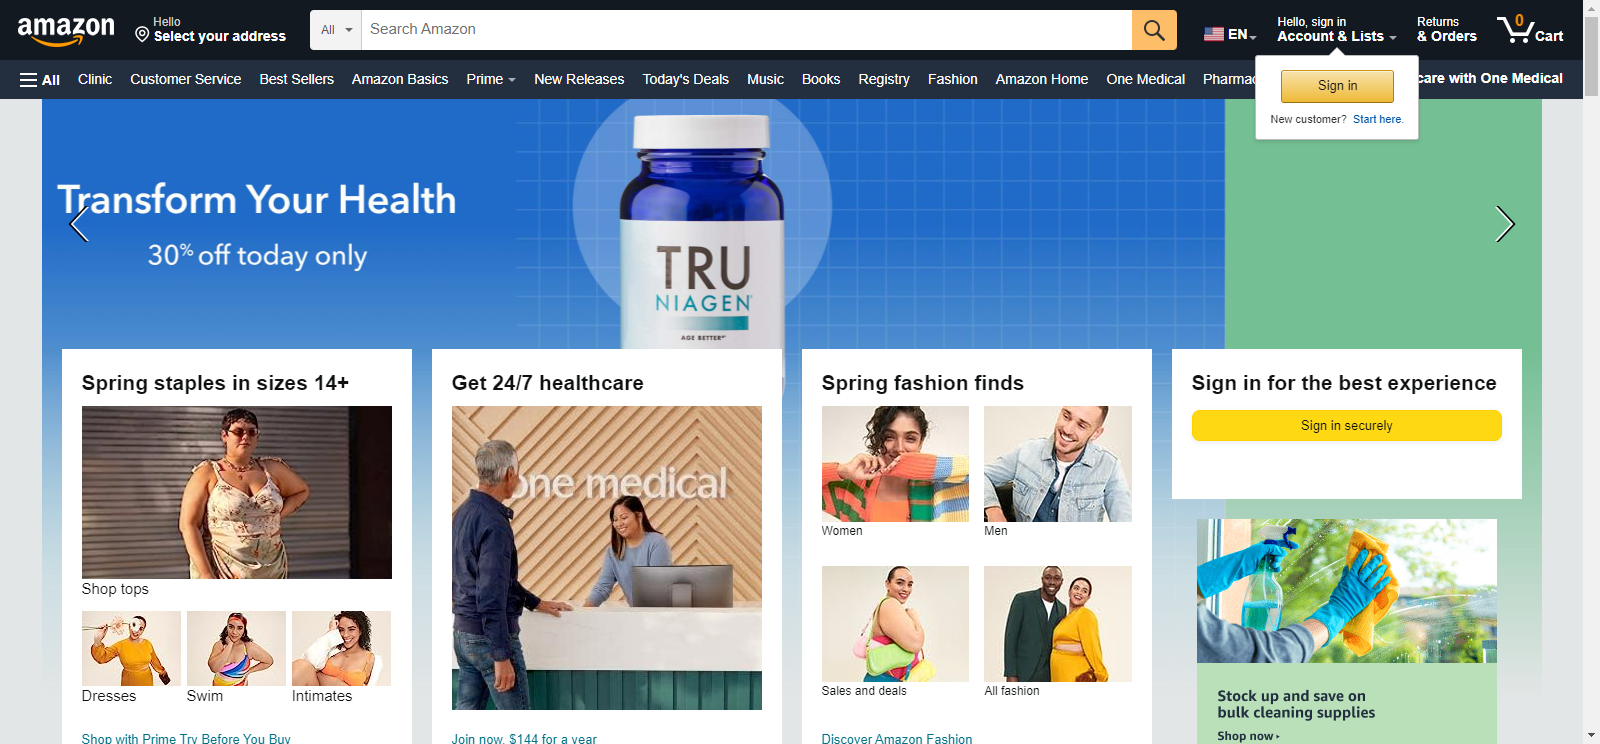 amazon
Hello
Select your address
All
Search Amazon
EN
Hello, sign in
Account & Lists
Returns
& Orders
0
Cart
All
Clinic
Customer Service
Best Sellers
Amazon Basics
Prime
New Releases
Today's Deals
Music
Books
Registry
Fashion
Amazon Home
One Medical
Pharmac
care with One Medical
Sign in
New customer? Start here.
Transform Your Health
30% off today only
TRU
NIAGEN
AGE BETTER
Spring staples in sizes 14+
Shop tops
Dresses
Swim
Intimates
Shop with Prime Try Before You Buy
Get 24/7 healthcare
one medical
Join now, $144 for a year
Spring fashion finds
Women
Men
Sales and deals
All fashion
Discover Amazon Fashion
Sign in for the best experience
Sign in securely
Stock up and save on
bulk cleaning supplies
Shop now